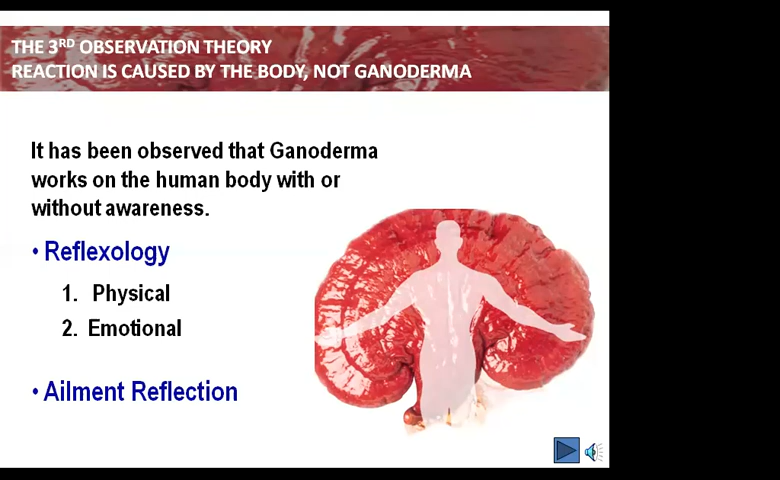 THE 3RD OBSERVATION THEORY
REACTION IS CAUSED BY THE BODY, NOT GANODERMA
It has been observed that Ganoderma
works on the human body with or
without awareness.
• Reflexology
1. Physical
2. Emotional
• Ailment Reflection